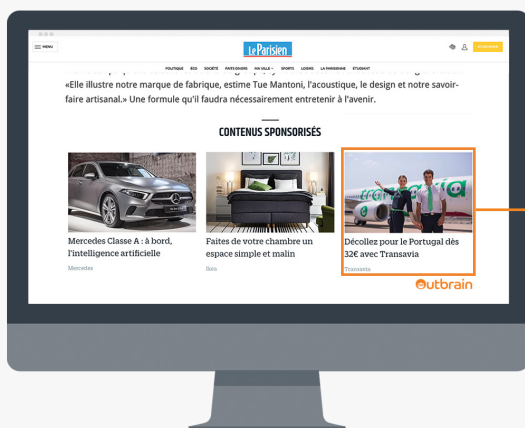 MENU
Le Parisien
POLITIQUE ÉCO SOCIÉTÉ FAITS DIVERS MA VILLE SPORTS LOISIRS LA PARISIENNE ÉTUDIANT
«Elle illustre notre marque de fabrique, estime Tue Mantoni, l'acoustique, le design et notre savoir-
faire artisanal.» Une formule qu'il faudra nécessairement entretenir à l'avenir.
CONTENUS SPONSORISÉS
transavia
Mercedes Classe A : à bord,
l'intelligence artificielle
Mercedes
Faites de votre chambre un
espace simple et malin
Ikea
Décollez pour le Portugal dès
32€ avec Transavia
Transavia
Outbrain